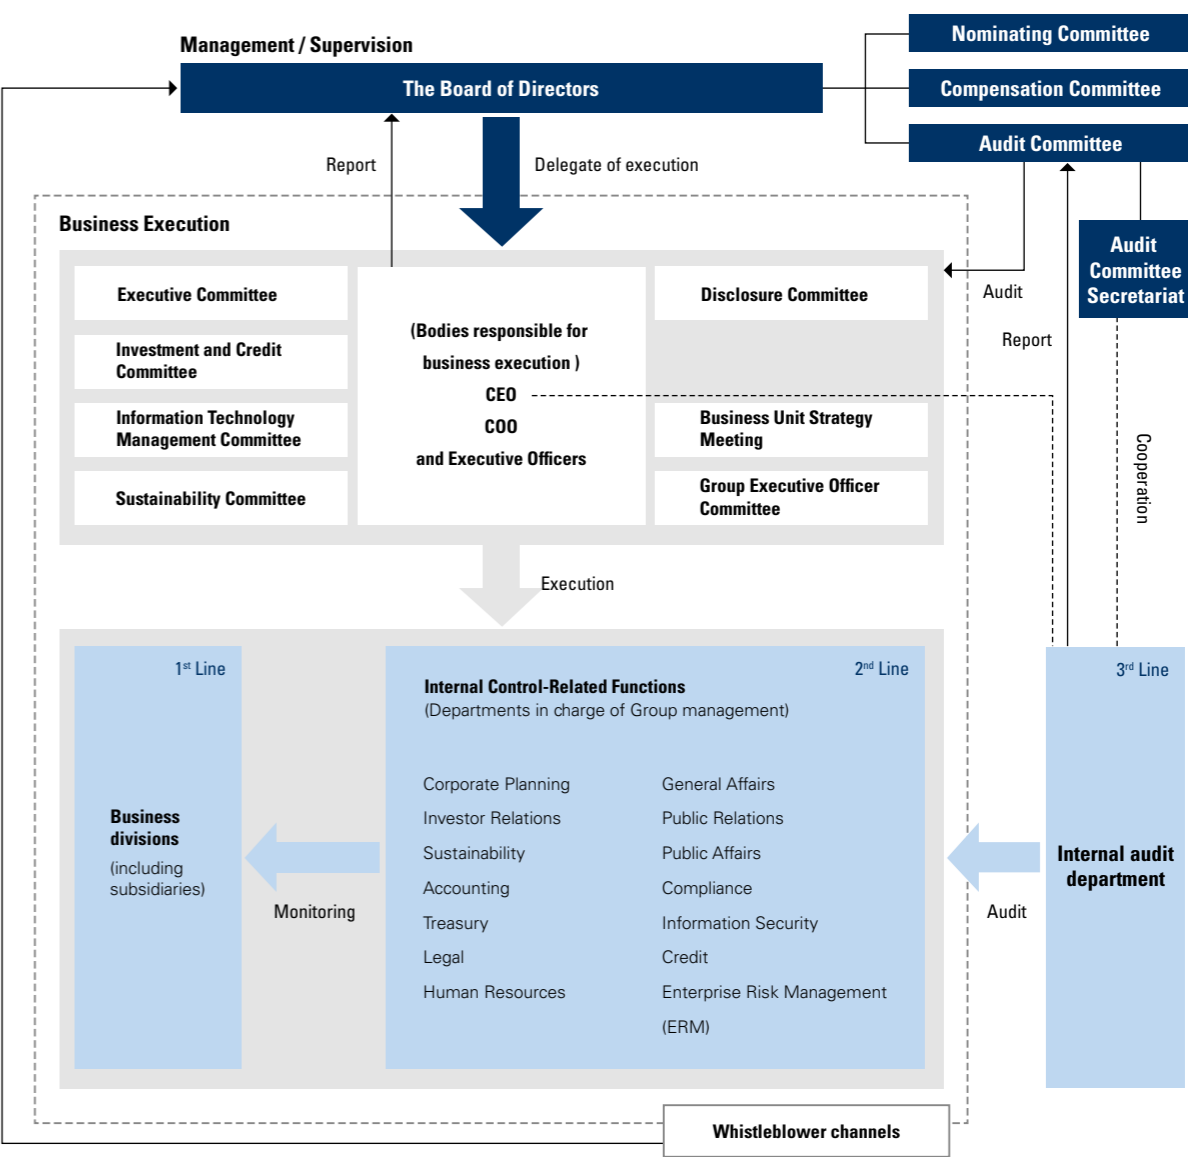 Management / Supervision
The Board of Directors
Nominating Committee
Compensation Committee
Audit Committee
Report
Delegate of execution
Audit
Committee
Secretariat
Business Execution
Executive Committee
Investment and Credit
Committee
Information Technology
Management Committee
Sustainability Committee
(Bodies responsible for
business execution )
CEO
COO
and Executive Officers
Disclosure Committee
Business Unit Strategy
Meeting
Group Executive Officer
Committee
Audit
Report
Cooperation
Execution
1st Line
Business
divisions
(including
subsidiaries)
Monitoring
2nd Line
Internal Control-Related Functions
(Departments in charge of Group management)
Corporate Planning
Investor Relations
Sustainability
Accounting
Treasury
Legal
Human Resources
General Affairs
Public Relations
Public Affairs
Compliance
Information Security
Credit
Enterprise Risk Management
(ERM)
Audit
3rd Line
Internal audit
department
Whistleblower channels